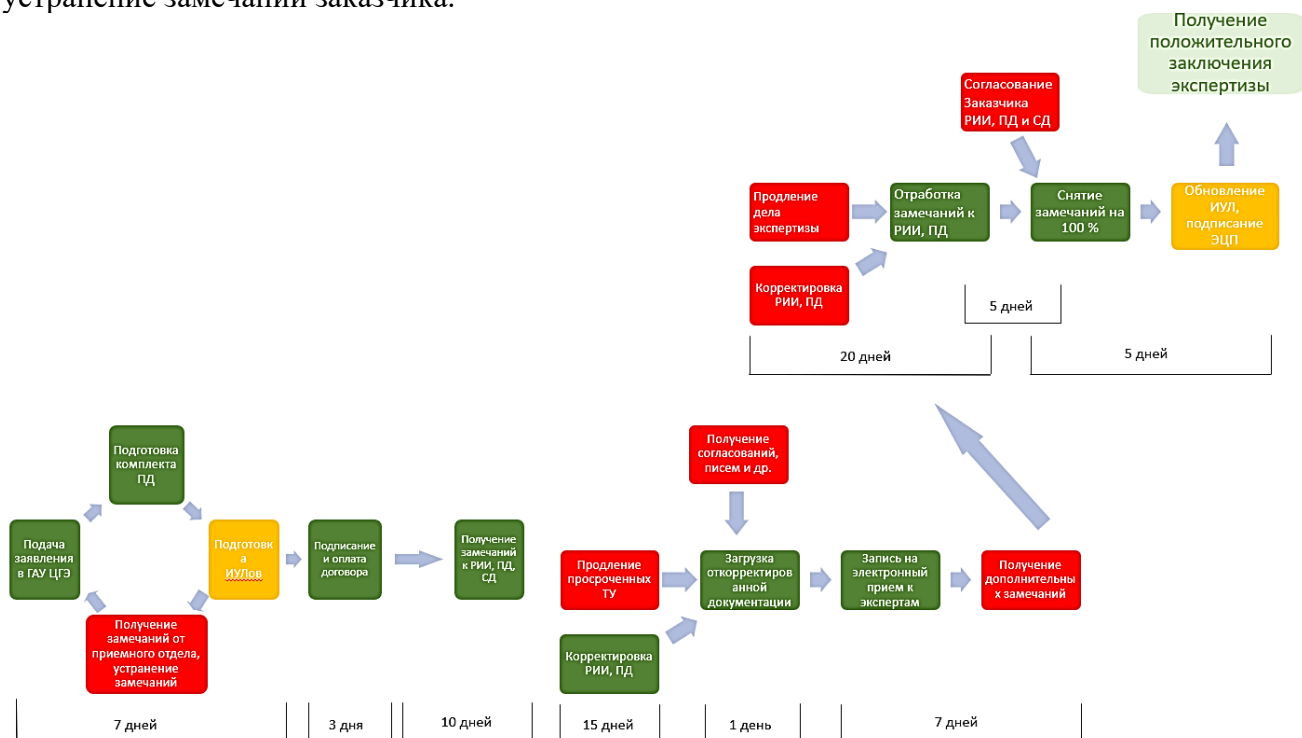 устранение замечаний заказчика.
Получение
положительного
заключения
экспертизы
Согласование
Заказчика
РИИ, ПД и СД
Продление
дела
экспертизы
Отработка
замечаний к
РИИ, ПД
Снятие
замечаний на
100 %
Обновление
ИУЛ,
подписание
ЭЦП
Корректировка
РИИ, ПД
5 дней
20 дней
5 дней
Подготовка
комплекта
ПД
Получение
согласований,
писем и др.
Подача
заявления
в ГАУ ЦГЭ
Подготовк
а
ИУЛов
Подписание
и оплата
договора
Получение
замечаний
к РИИ, ПД,
СД
Продление
просроченных
ТУ
Загрузка
откорректиров
анной
документации
Запись на
электронный
прием к
экспертам
Получение
дополнительны
х замечаний
Получение
замечаний от
приемного отдела,
устранение
замечаний
Корректировка
РИИ, ПД
7 дней
3 дня
10 дней
15 дней
1 день
7 дней